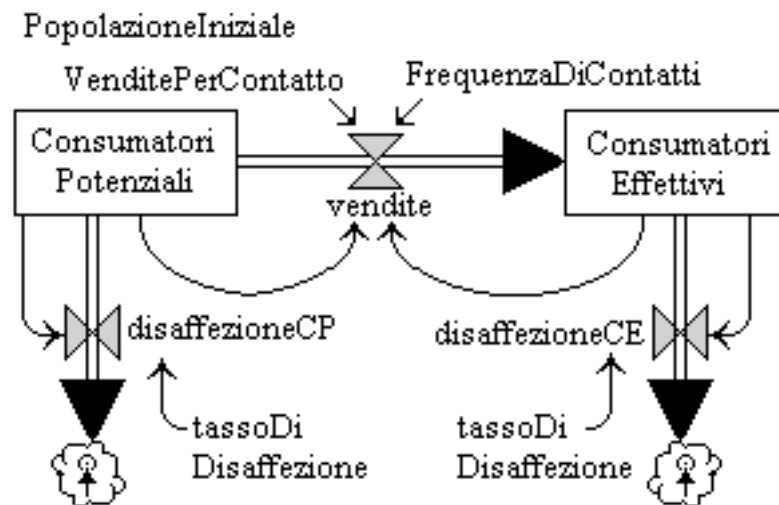 PopolazioneIniziale
VenditePerContatto
FrequenzaDiContatti
Consumatori
Potenziali
Consumatori
Effettivi
vendite
disaffezioneCP
disaffezioneCE
tassoDi
Disaffezione
tassoDi
Disaffezione